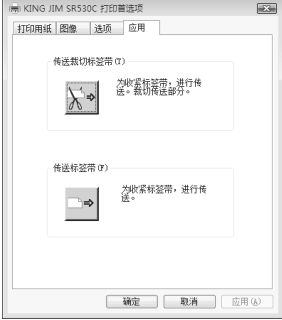 KING JIM SR530C 打印首选项
打印用纸 图像 选项 应用
传送裁切标签带(T)
为收紧标签带，进行传
送。裁切传送部分。
传送标签带(F)
为收紧标签带，进行传
送。
确定 取消 应用(A)